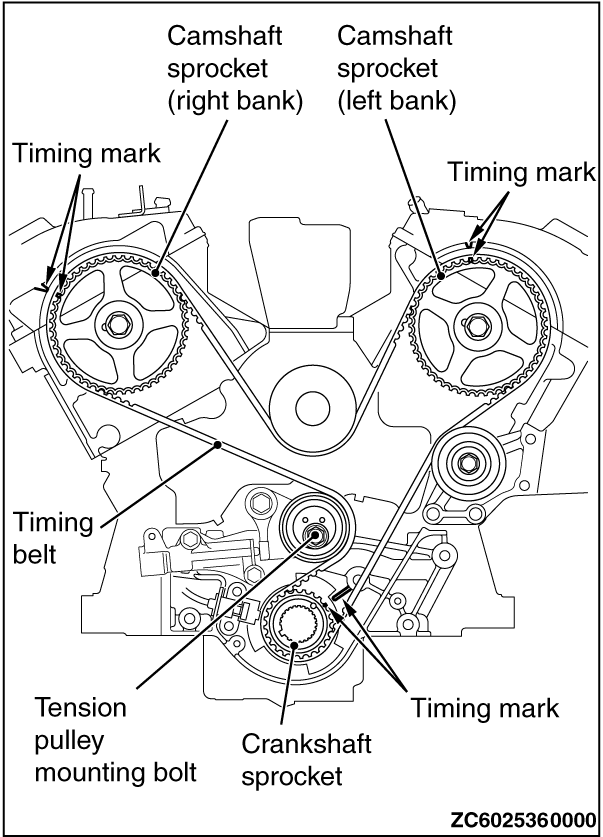 Camshaft
sprocket
(right bank)
Camshaft
sprocket
(left bank)
Timing mark
Timing mark
Timing
belt
Tension
pulley
mounting bolt
Crankshaft
sprocket
Timing mark
ZC6025360000